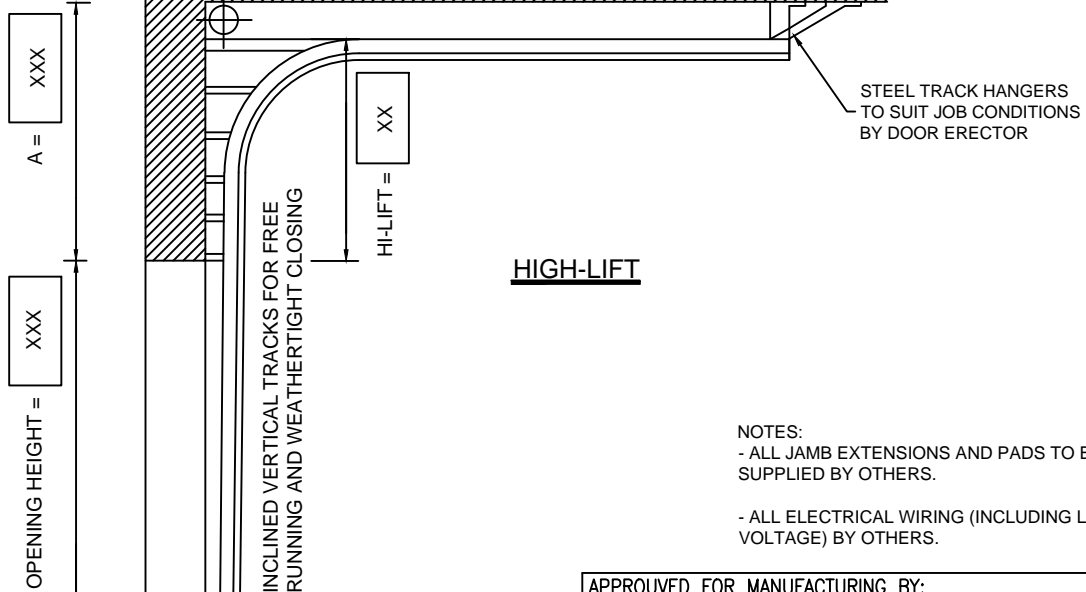 XXX
A =
XX
HI-LIFT =
STEEL TRACK HANGERS
TO SUIT JOB CONDITIONS
BY DOOR ERECTOR
HIGH-LIFT
XXX
OPENING HEIGHT =
INCLINED VERTICAL TRACKS FOR FREE
RUNNING AND WEATHERTIGHT CLOSING
NOTES:
- ALL JAMB EXTENSIONS AND PADS TO
SUPPLIED BY OTHERS.
- ALL ELECTRICAL WIRING (INCLUDING
VOLTAGE) BY OTHERS.
APPROUVED FOR MANUFACTURING BY: